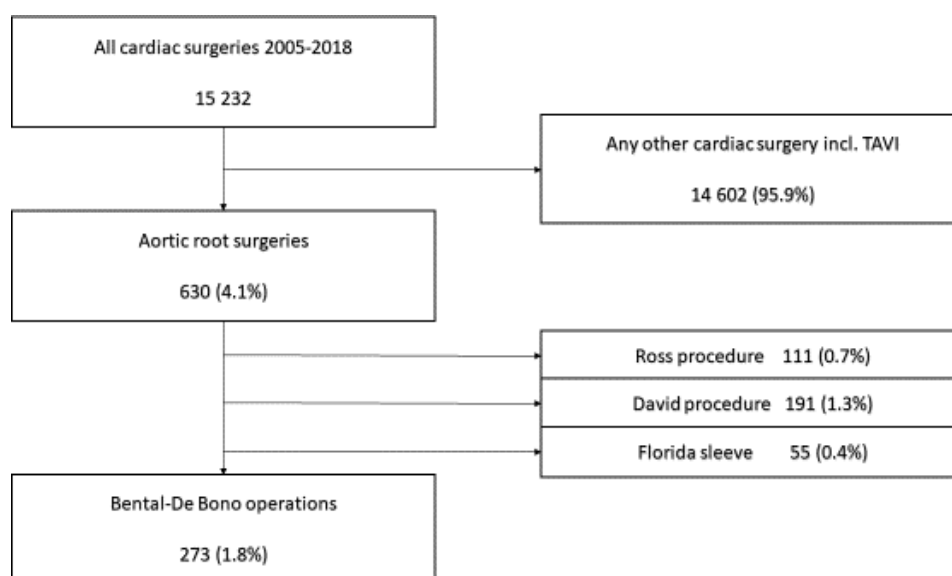 All cardiac surgeries 2005-2018
15 232
Any other cardiac surgery incl. TAVI
14 602 (95.9%)
Aortic root surgeries
630 (4.1%)
Ross procedure 111 (0.7%)
David procedure 191 (1.3%)
Florida sleeve 55 (0.4%)
Bental-De Bono operations
273 (1.8%)